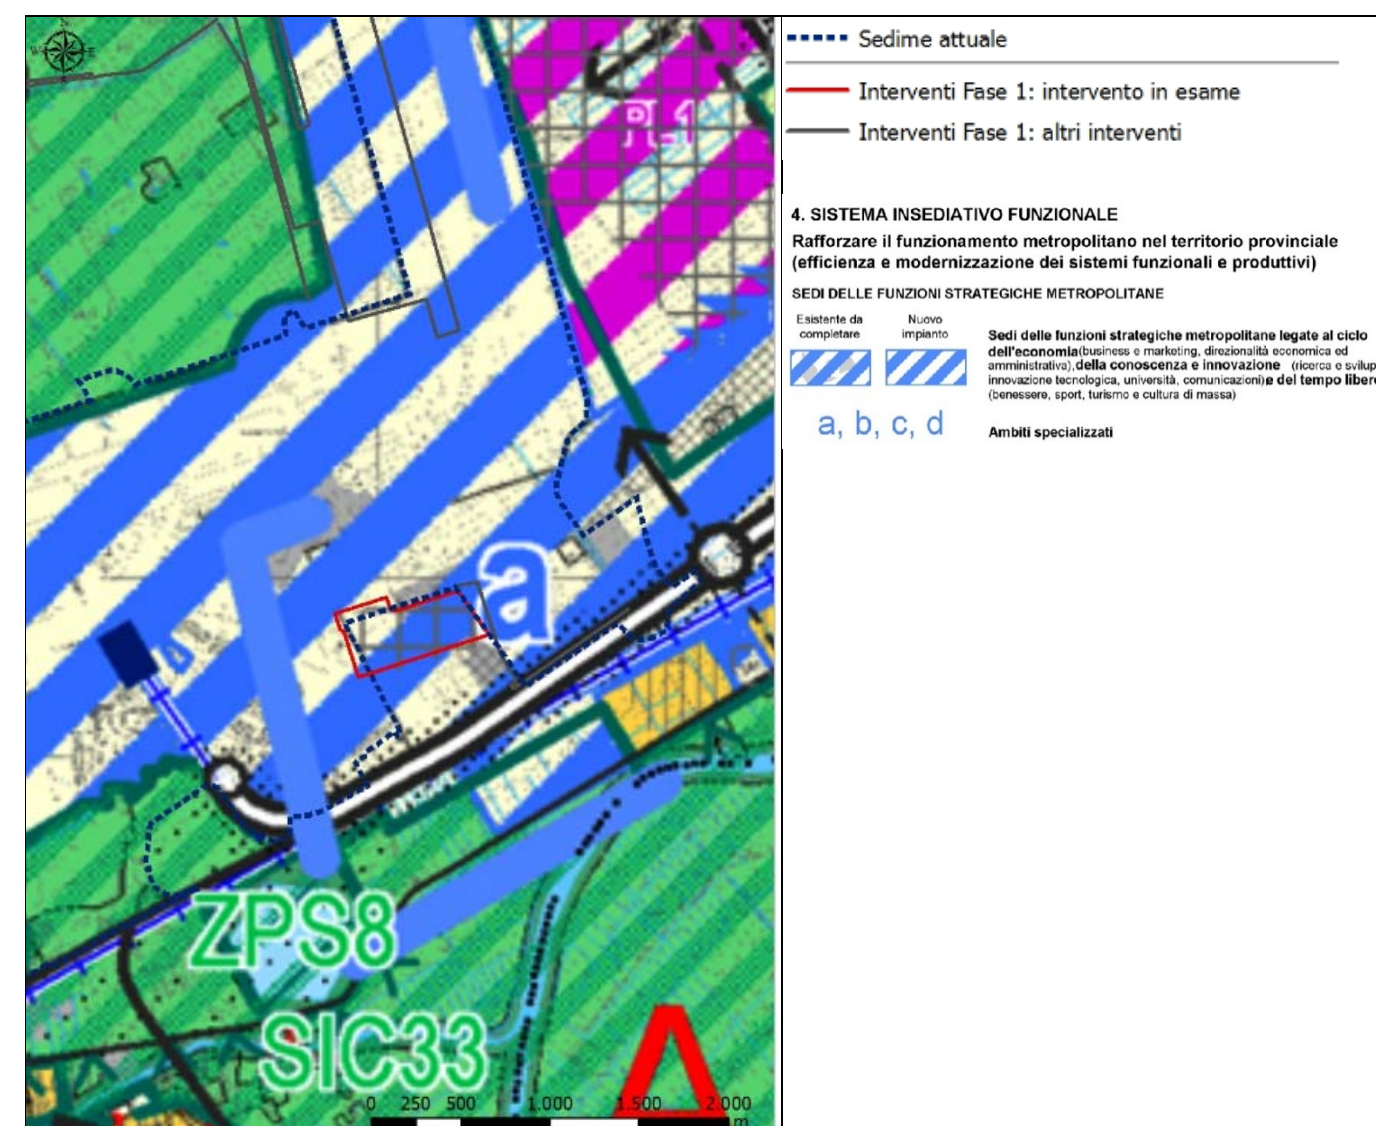 N
W
E
S
PL1
a
ZPS8
SIC33
0 250 500 1.000 1.500 2.000
m
Sedime attuale
Interventi Fase 1: intervento in esame
Interventi Fase 1: altri interventi
4. SISTEMA INSEDIATIVO FUNZIONALE
Rafforzare il funzionamento metropolitano nel territorio provinciale
(efficienza e modernizzazione dei sistemi funzionali e produttivi)
SEDI DELLE FUNZIONI STRATEGICHE METROPOLITANE
Esistente da
completare
Nuovo
impianto
Sedi delle funzioni strategiche metropolitane legate al ciclo
dell'economia(business e marketing, direzionalità economica ed
amministrativa),della conoscenza e innovazione (ricerca e svilup
innovazione tecnologica, università, comunicazioni)e del tempo liber
(benessere, sport, turismo e cultura di massa)
a, b, c, d
Ambiti specializzati